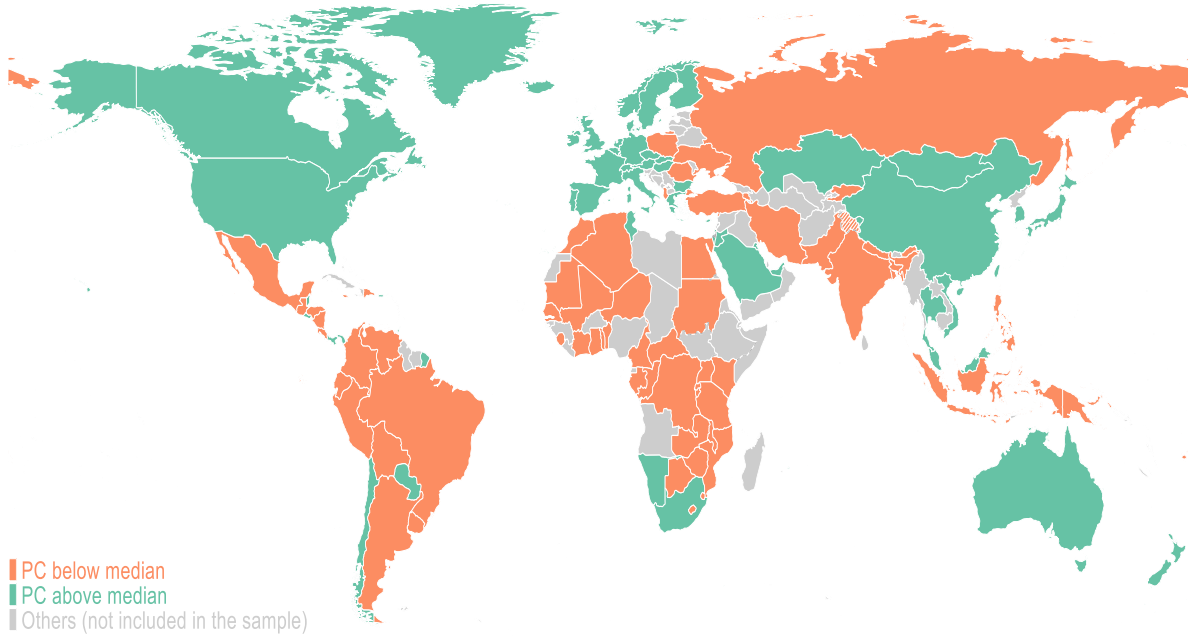 PC below median
PC above median
Others (not included in the sample)